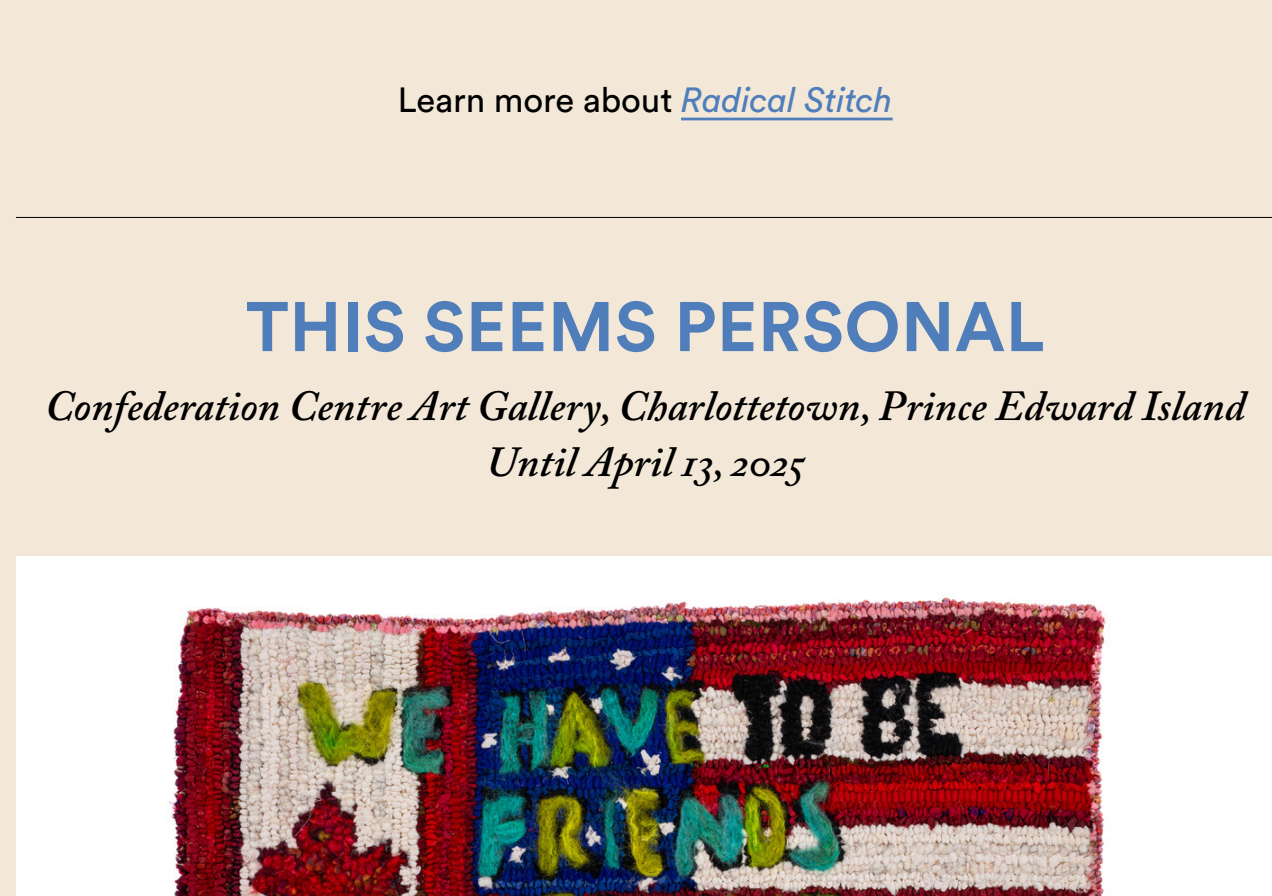 Learn more about Radical Stitch
THIS SEEMS PERSONAL
Confederation Centre Art Gallery, Charlottetown, Prince Edward Island
Until April 13, 2025
WE HAVE TO BE
FRIENDS